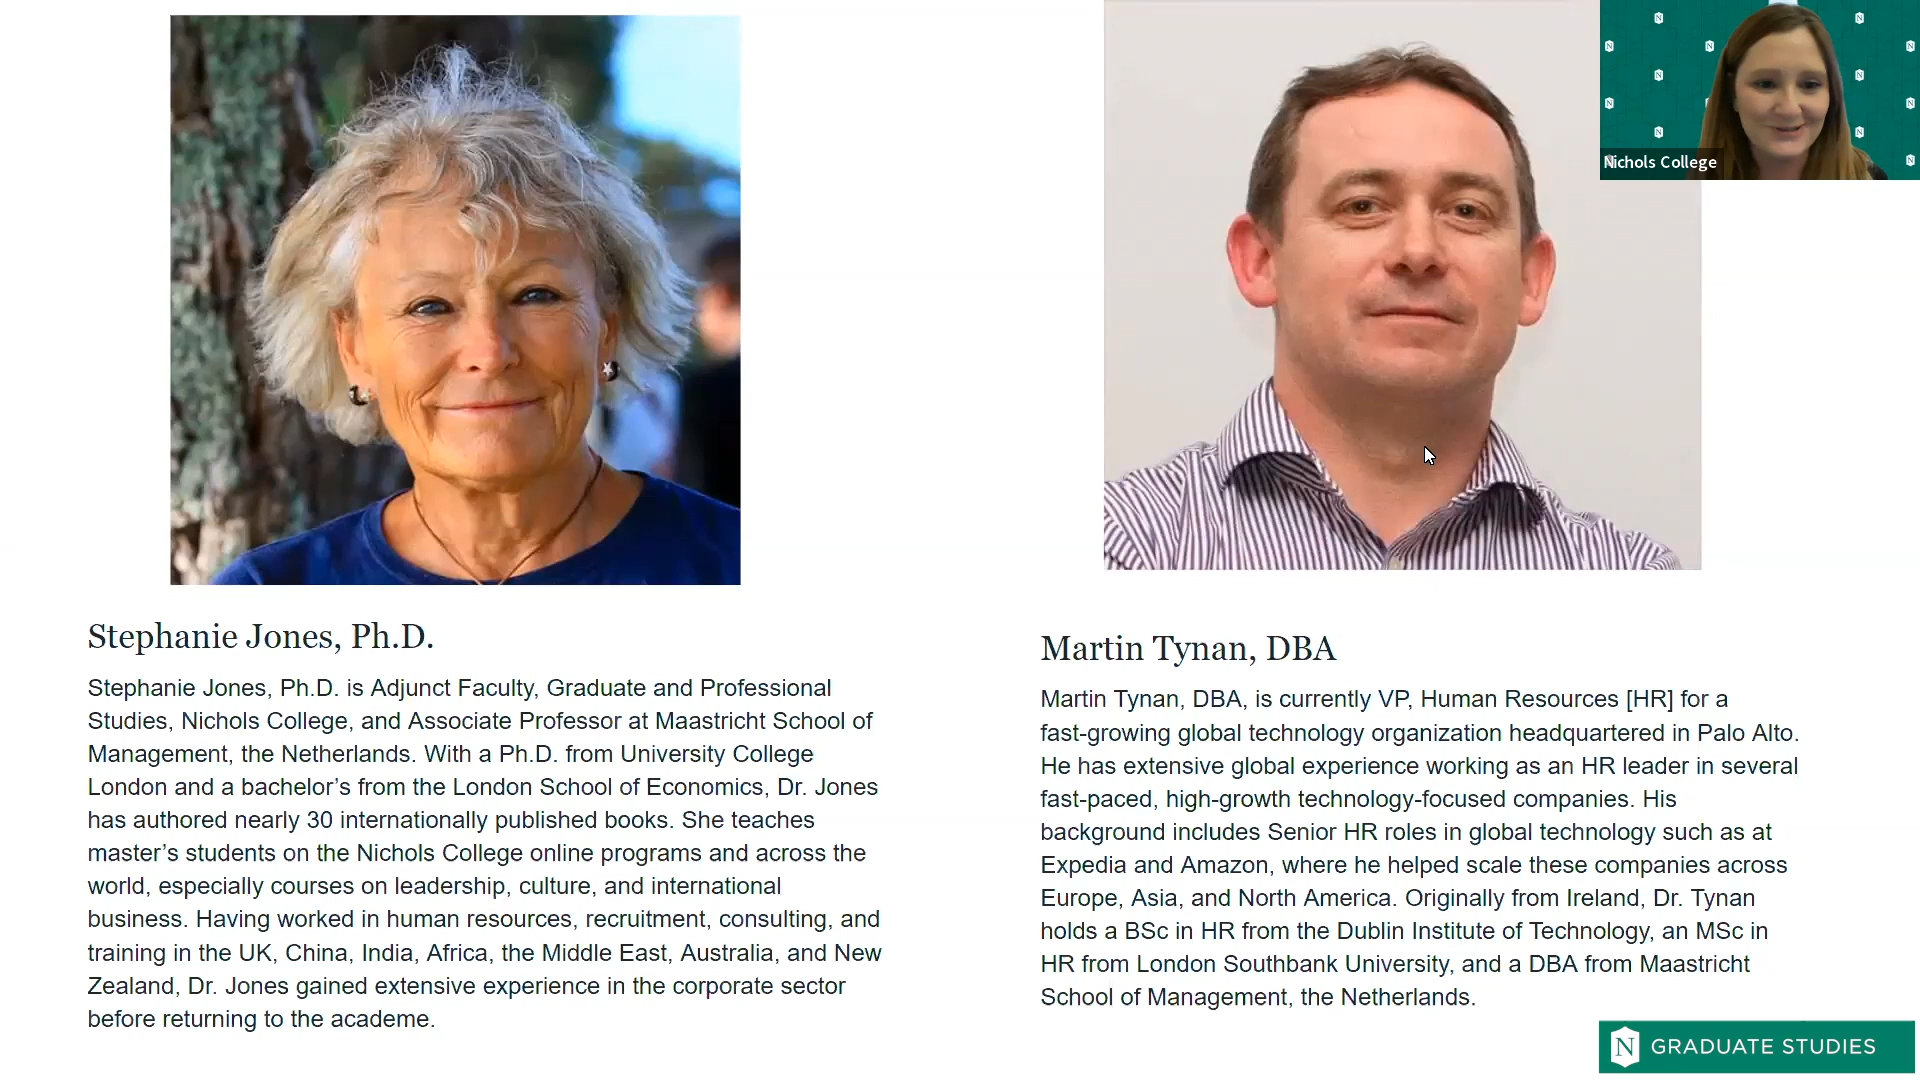 Nichols College
Stephanie Jones, Ph.D.
Stephanie Jones, Ph.D. is Adjunct Faculty, Graduate and Professional
Studies, Nichols College, and Associate Professor at Maastricht School of
Management, the Netherlands. With a Ph.D. from University College
London and a bachelor’s from the London School of Economics, Dr. Jones
has authored nearly 30 internationally published books. She teaches
master’s students on the Nichols College online programs and across the
world, especially courses on leadership, culture, and international
business. Having worked in human resources, recruitment, consulting, and
training in the UK, China, India, Africa, the Middle East, Australia, and New
Zealand, Dr. Jones gained extensive experience in the corporate sector
before returning to the academe.
Martin Tynan, DBA
Martin Tynan, DBA, is currently VP, Human Resources [HR] for a
fast-growing global technology organization headquartered in Palo Alto.
He has extensive global experience working as an HR leader in several
fast-paced, high-growth technology-focused companies. His
background includes Senior HR roles in global technology such as at
Expedia and Amazon, where he helped scale these companies across
Europe, Asia, and North America. Originally from Ireland, Dr. Tynan
holds a BSc in HR from the Dublin Institute of Technology, an MSc in
HR from London Southbank University, and a DBA from Maastricht
School of Management, the Netherlands.
N GRADUATE STUDIES